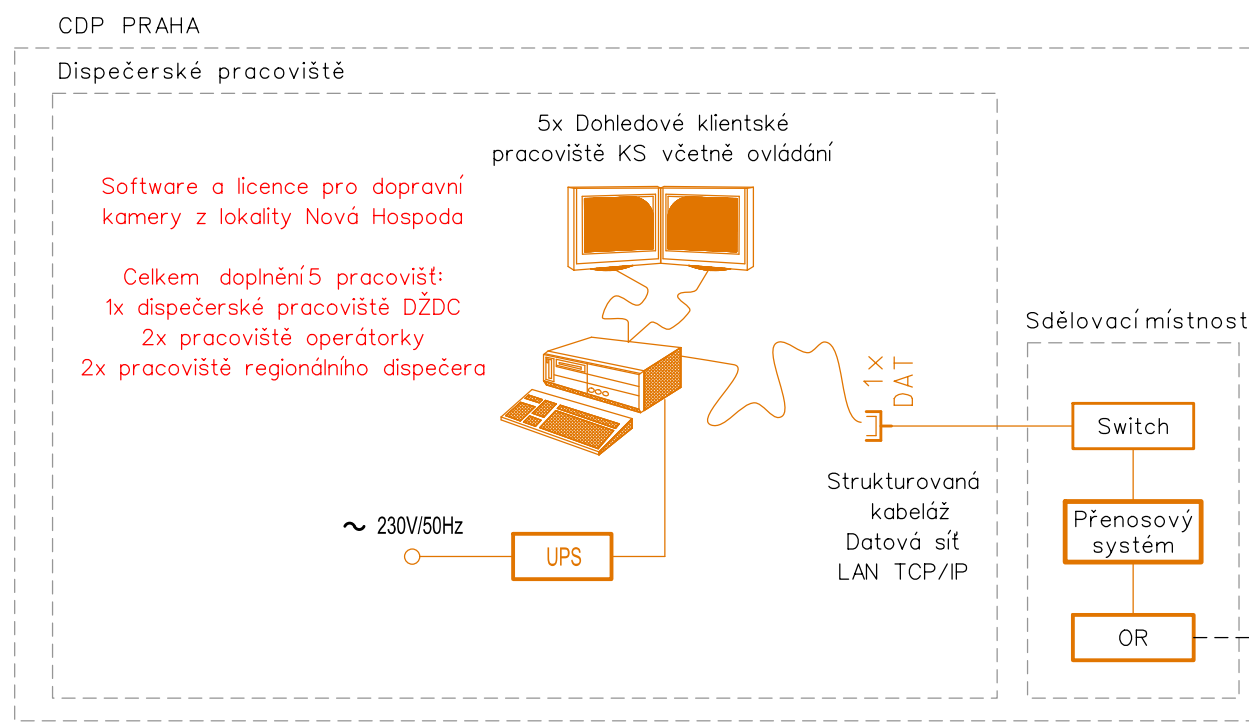 CDP PRAHA
Dispečerské pracoviště
5x Dohledové klientské
pracoviště KS včetně ovládání
Software a licence pro dopravní
kamery z lokality Nová Hospoda
Celkem doplnění 5 pracovišť:
1x dispečerské pracoviště DŽDC
2x pracoviště operátorky
2x pracoviště regionálního dispečera
1x
DAT
Strukturovaná
kabeláž
Datová síť
LAN TCP/IP
~ 230V/50Hz
UPS
Sdělovací místnost
Switch
Přenosový
systém
OR